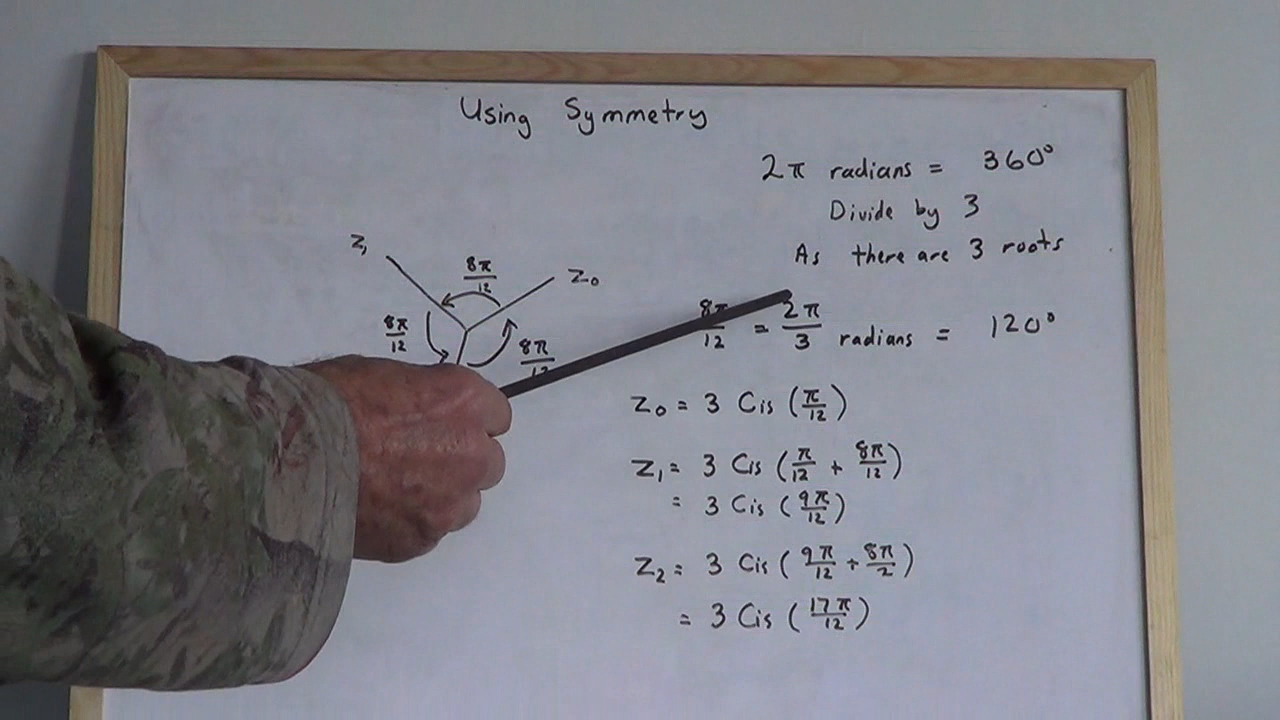 Using Symmetry
2π radians = 360°
Divide by 3
As there are 3 roots
Z₁
8π/12
Z₀
8π/12
8π/12
8π/12 = 2π/3 radians = 120°
Z₀ = 3 Cis (π/12)
Z₁ = 3 Cis (π/12 + 8π/12)
= 3 Cis (9π/12)
Z₂ = 3 Cis (9π/12 + 8π/2)
= 3 Cis (17π/12)